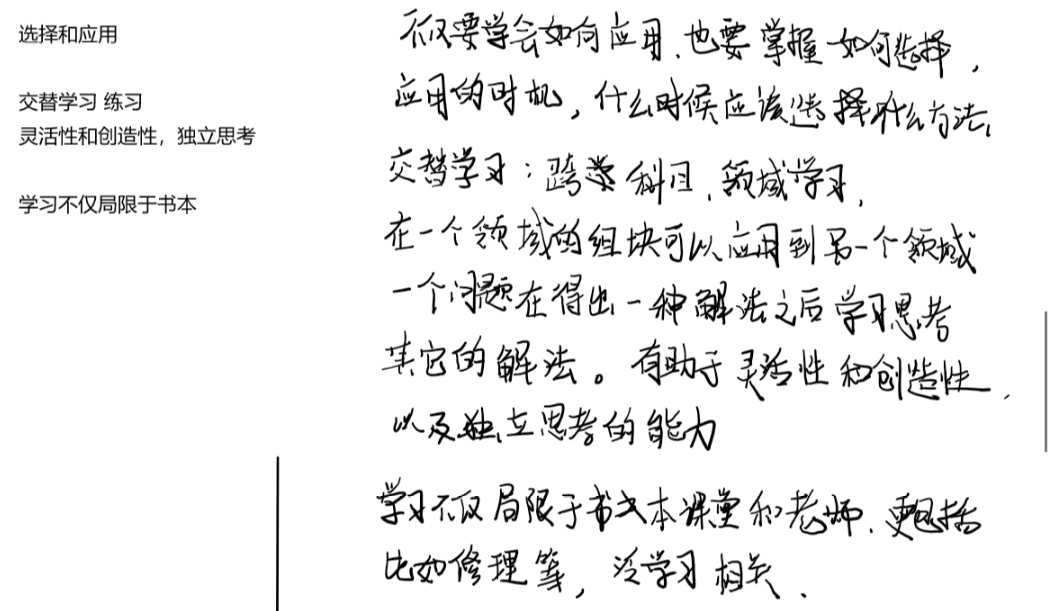 选择和应用
交替学习 练习
灵活性和创造性，独立思考
学习不仅局限于书本
不仅要学会如何应用、也要掌握如何选择，
应用的时机，什么时候应该选择什么方法。
交替学习：跨学科目、领域学习，
在一个领域的组块可以应用到另一个领域
一个问题在得出一种解法之后学习思考
其它的解法。有助于灵活性和创造性，
以及独立思考的能力
学习不仅局限于书本课堂和老师、更包括
比如修理等，泛学习相关．